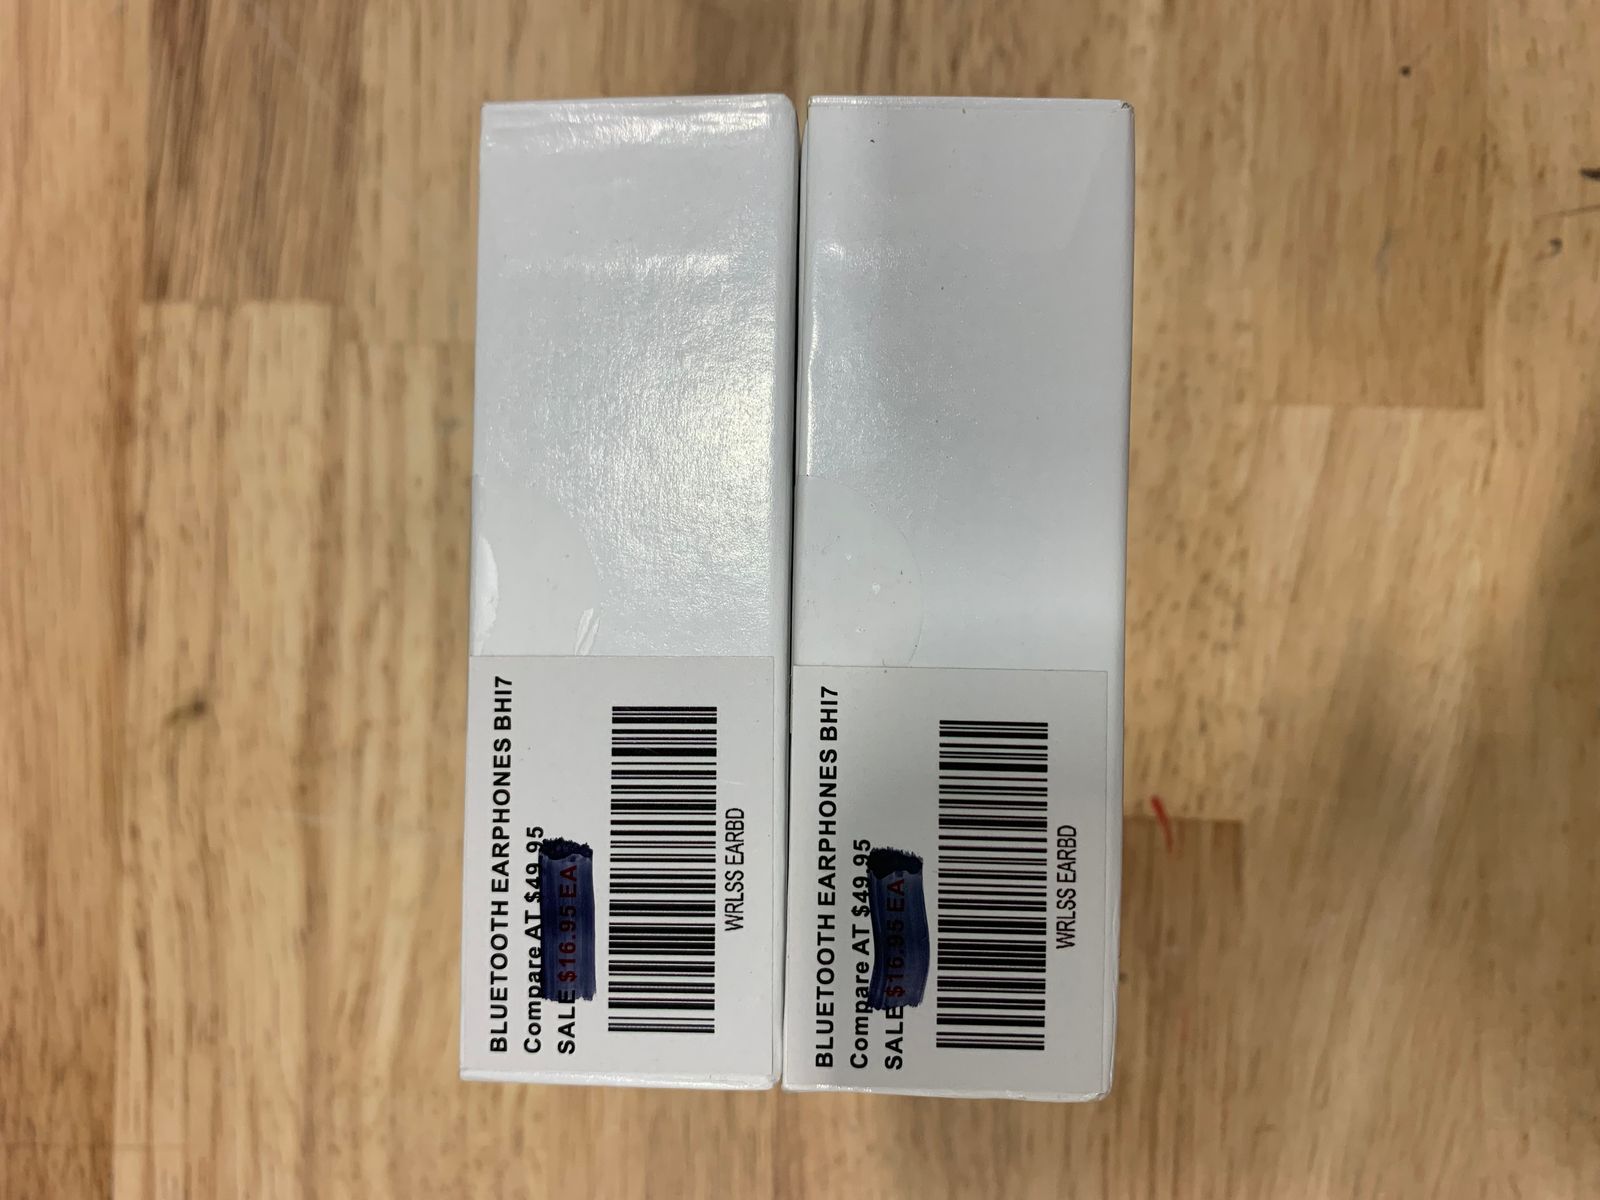 BLUETOOTH EARPHONES BHI7
Compare AT $49.95
SALE $16.95 EA.
WRLSS EARBD
BLUETOOTH EARPHONES BHI7
Compare AT $49.95
SALE $16.95 EA.
WRLSS EARBD